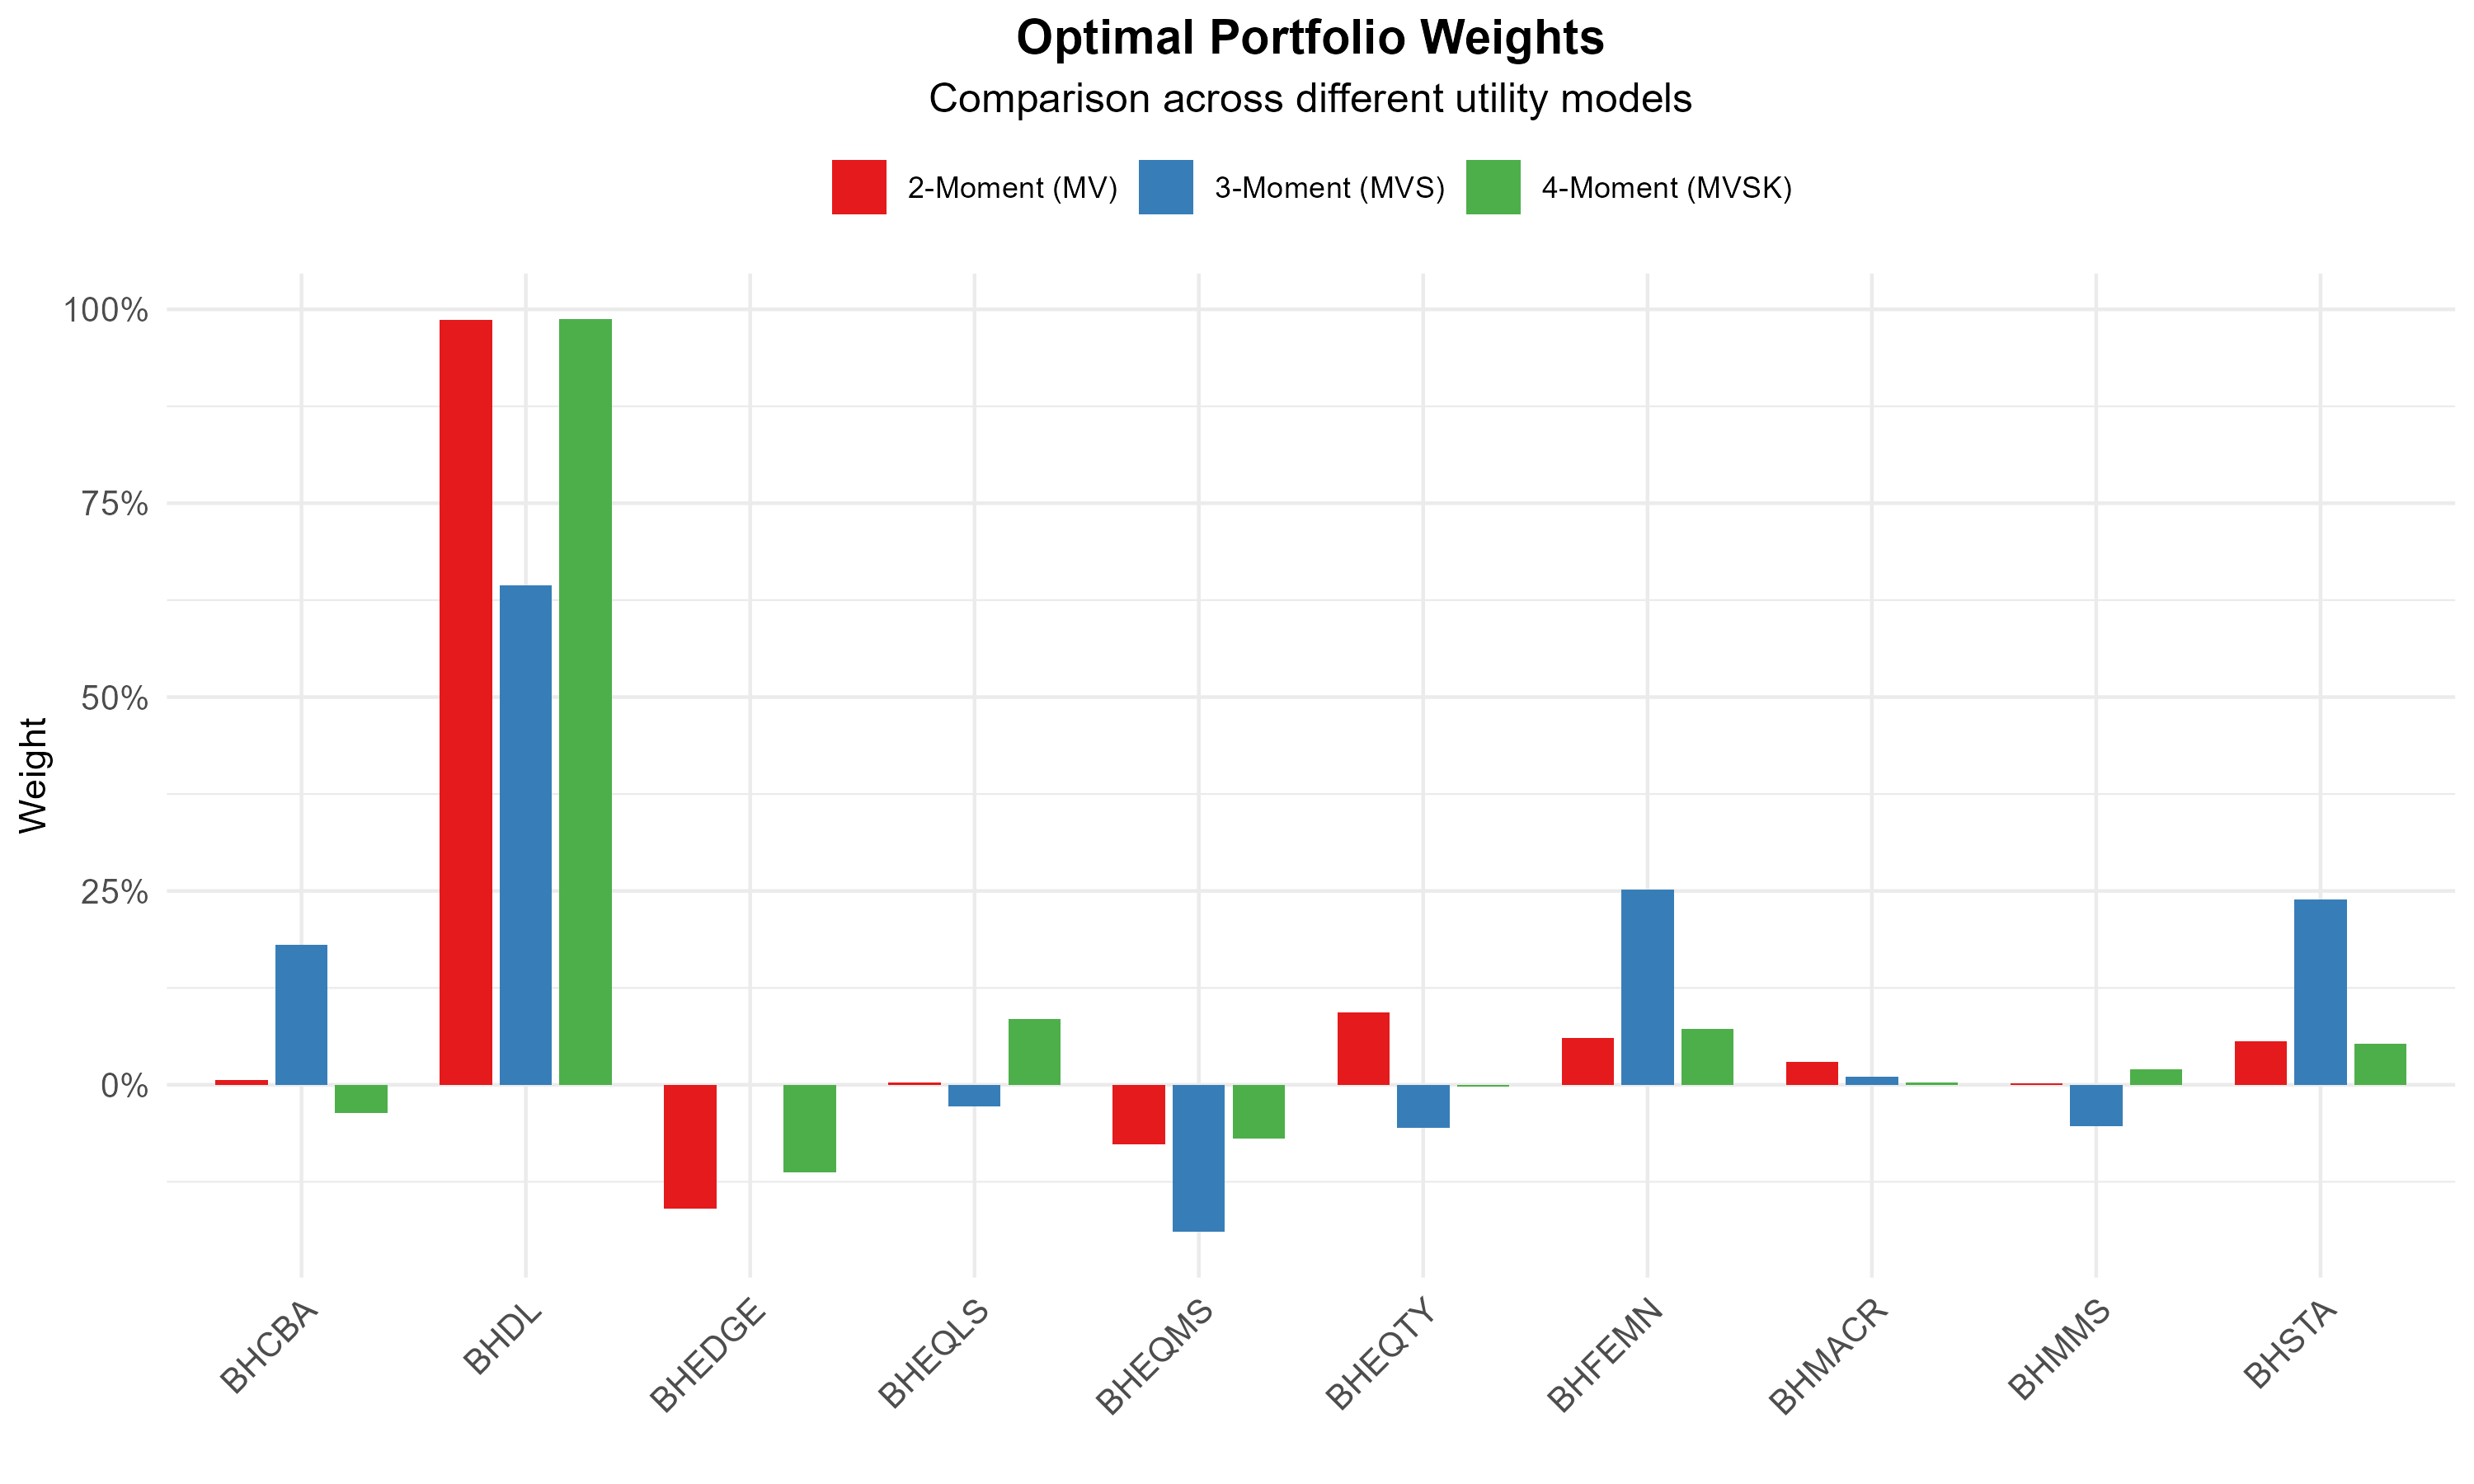 Optimal Portfolio Weights
Comparison across different utility models
2-Moment (MV) 3-Moment (MVS) 4-Moment (MVSK)
100%
75%
50%
25%
0%
Weight
BHCBA BHDL BHEDGE BHEQLS BHEQMS BHEQTY BHFEMN BHMACR BHMMS BHSTA